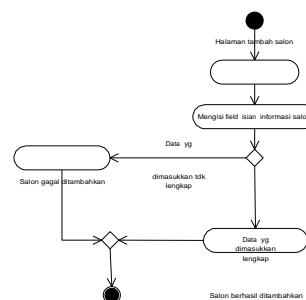 Halaman tambah salon
Mengisi field isian informasi salo
Data yg
dimasukkan tdk
lengkap
Salon gagal ditambahkan
Data yg
dimasukkan
lengkap
Salon berhasil ditambahkan